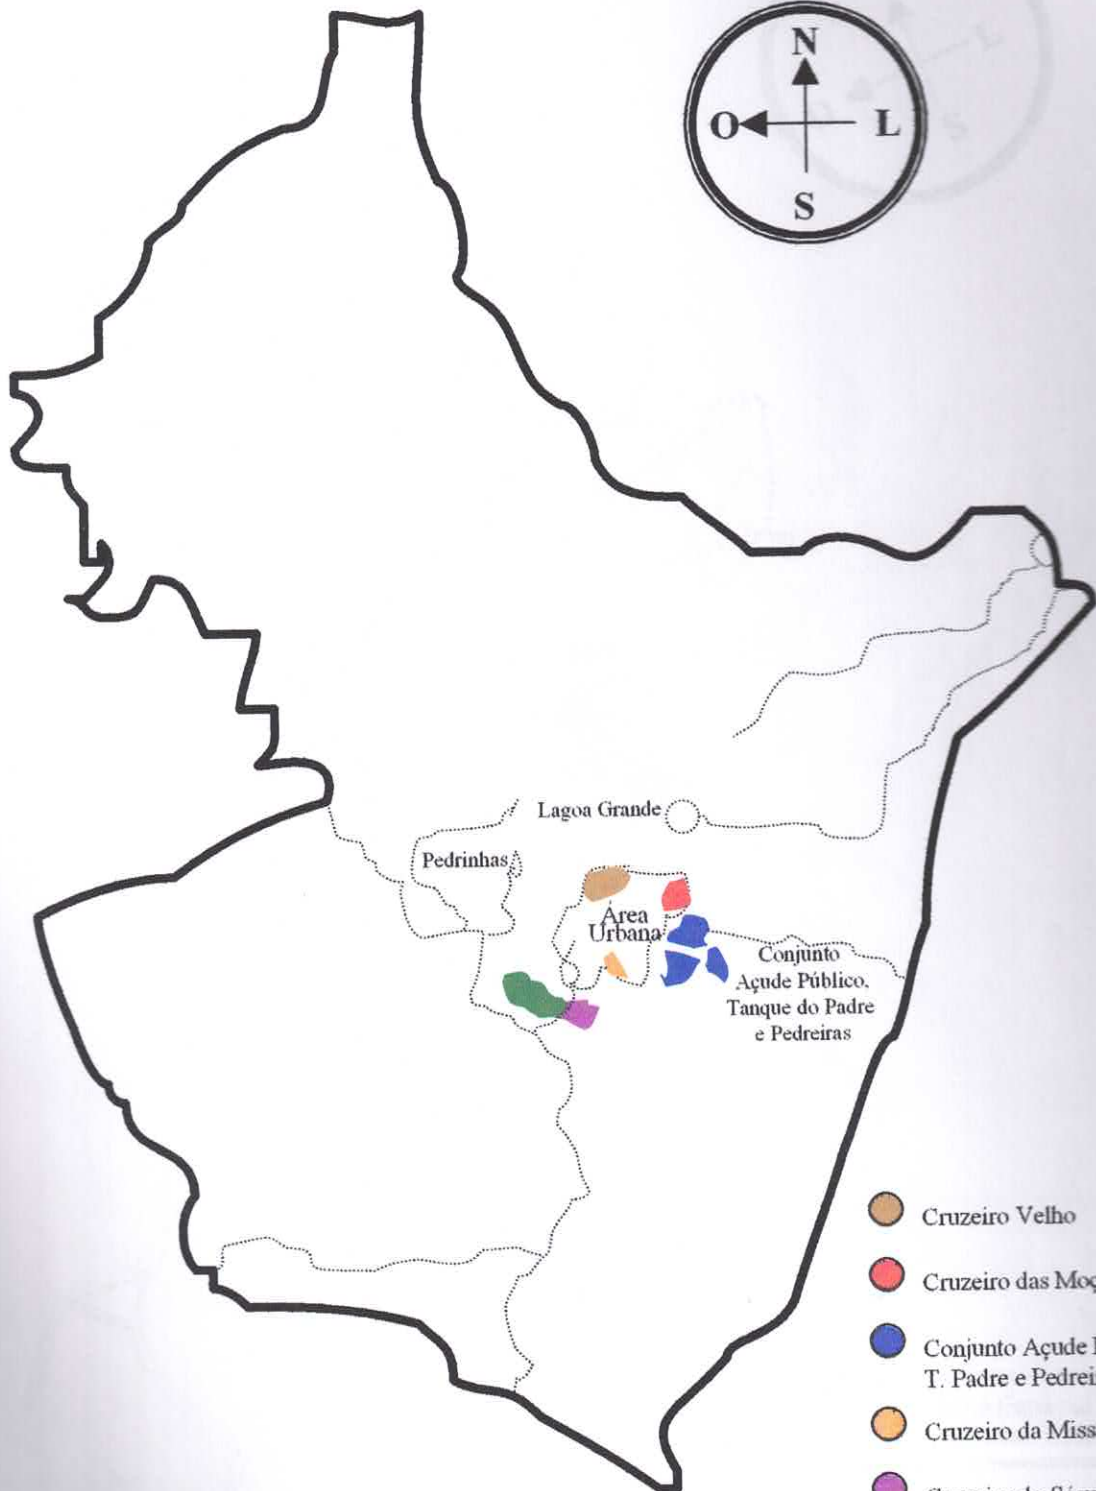 N
O L
S
Lagoa Grande
Pedrinhas
Área
Urbana
Conjunto
Açude Público,
Tanque do Padre
e Pedreiras
Cruzeiro Velho
Cruzeiro das
Conjunto Açude
T. Padre e
Cruzeiro da